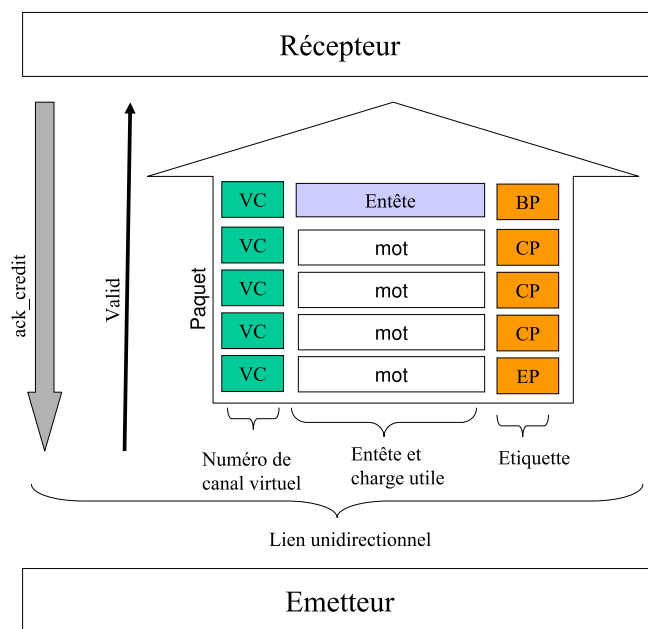 Récepteur
ack_credit
Valid
Paquet
VC Entête BP
VC mot CP
VC mot CP
VC mot CP
VC mot EP
Numéro de
canal virtuel
Entête et
charge utile
Etiquette
Lien unidirectionnel
Emetteur